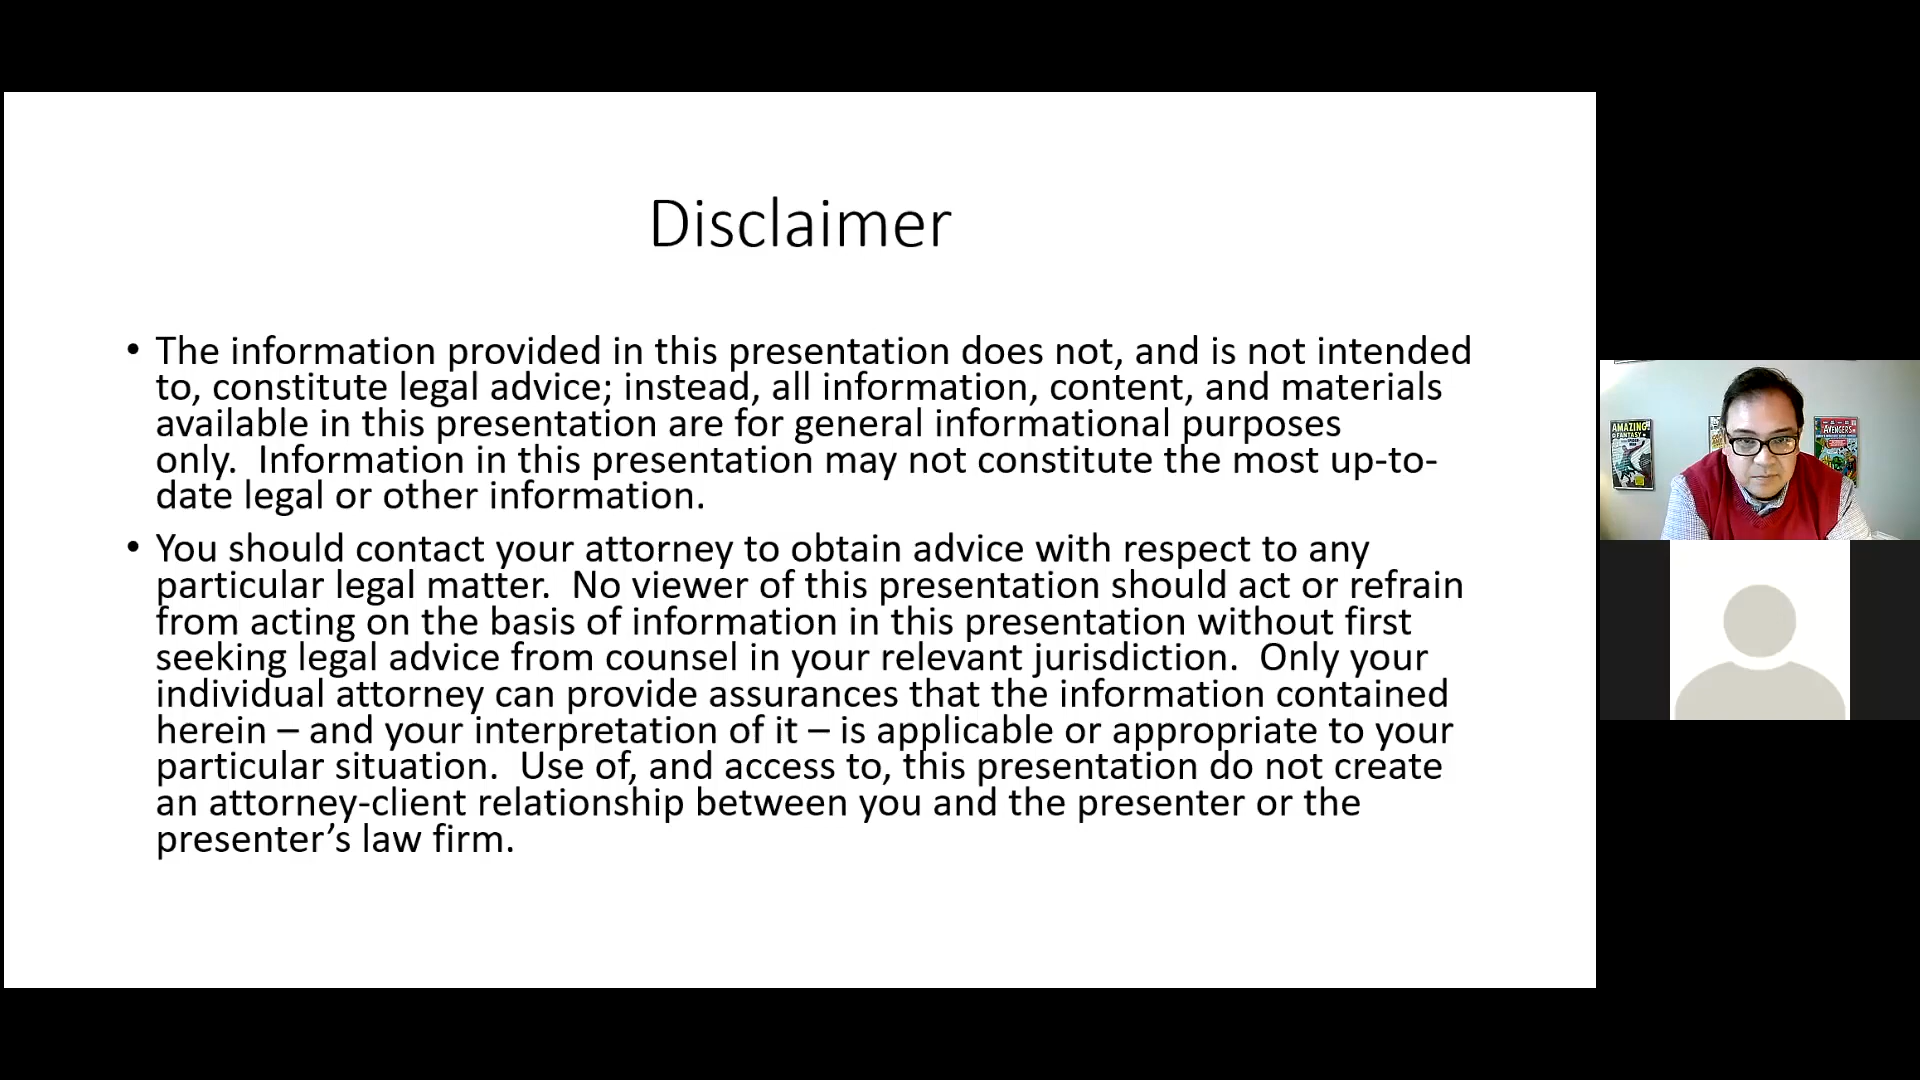 Disclaimer
• The information provided in this presentation does not, and is not intended
to, constitute legal advice; instead, all information, content, and materials
available in this presentation are for general informational purposes
only.  Information in this presentation may not constitute the most up-to-
date legal or other information.
• You should contact your attorney to obtain advice with respect to any
particular legal matter.  No viewer of this presentation should act or refrain
from acting on the basis of information in this presentation without first
seeking legal advice from counsel in your relevant jurisdiction.  Only your
individual attorney can provide assurances that the information contained
herein – and your interpretation of it – is applicable or appropriate to your
particular situation.  Use of, and access to, this presentation do not create
an attorney-client relationship between you and the presenter or the
presenter’s law firm.
AMAZING
FANTASY
AVENGERS